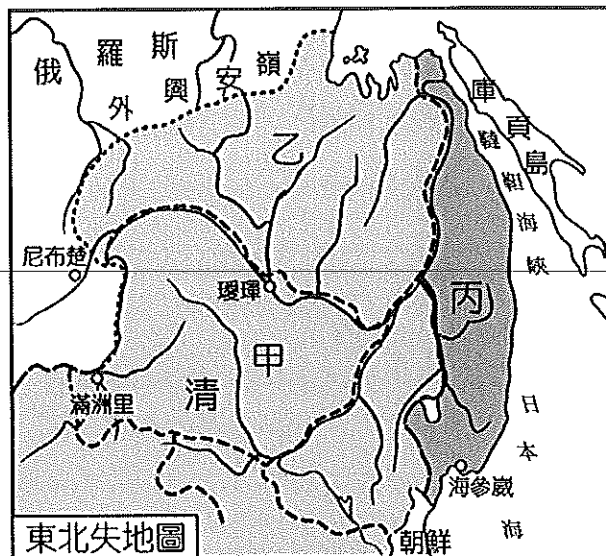 俄羅斯
外興安嶺
乙
庫頁島
韃靼海峽
尼布楚
璦琿
丙
甲
清
滿洲里
日本海
海參崴
朝鮮
東北失地圖